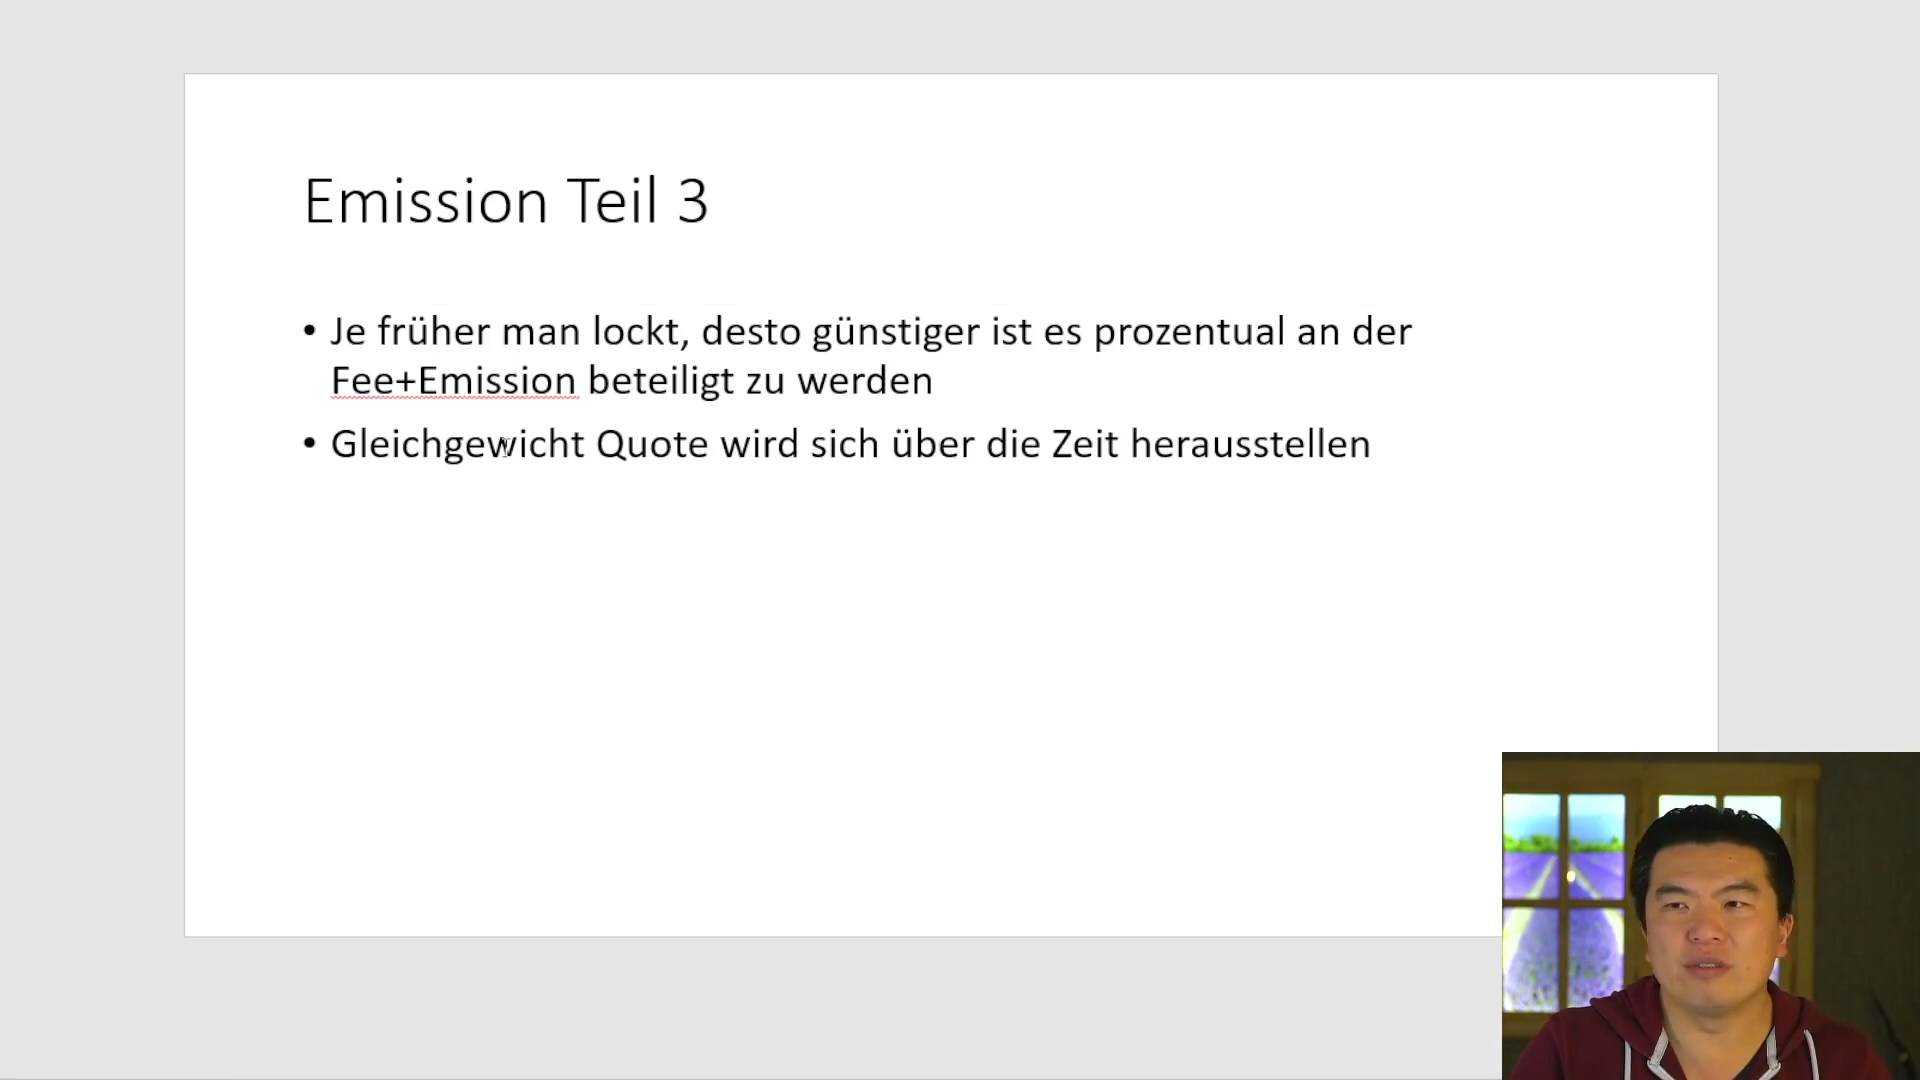 Emission Teil 3
• Je früher man lockt, desto günstiger ist es prozentual an der
Fee+Emission beteiligt zu werden
• Gleichgewicht Quote wird sich über die Zeit herausstellen